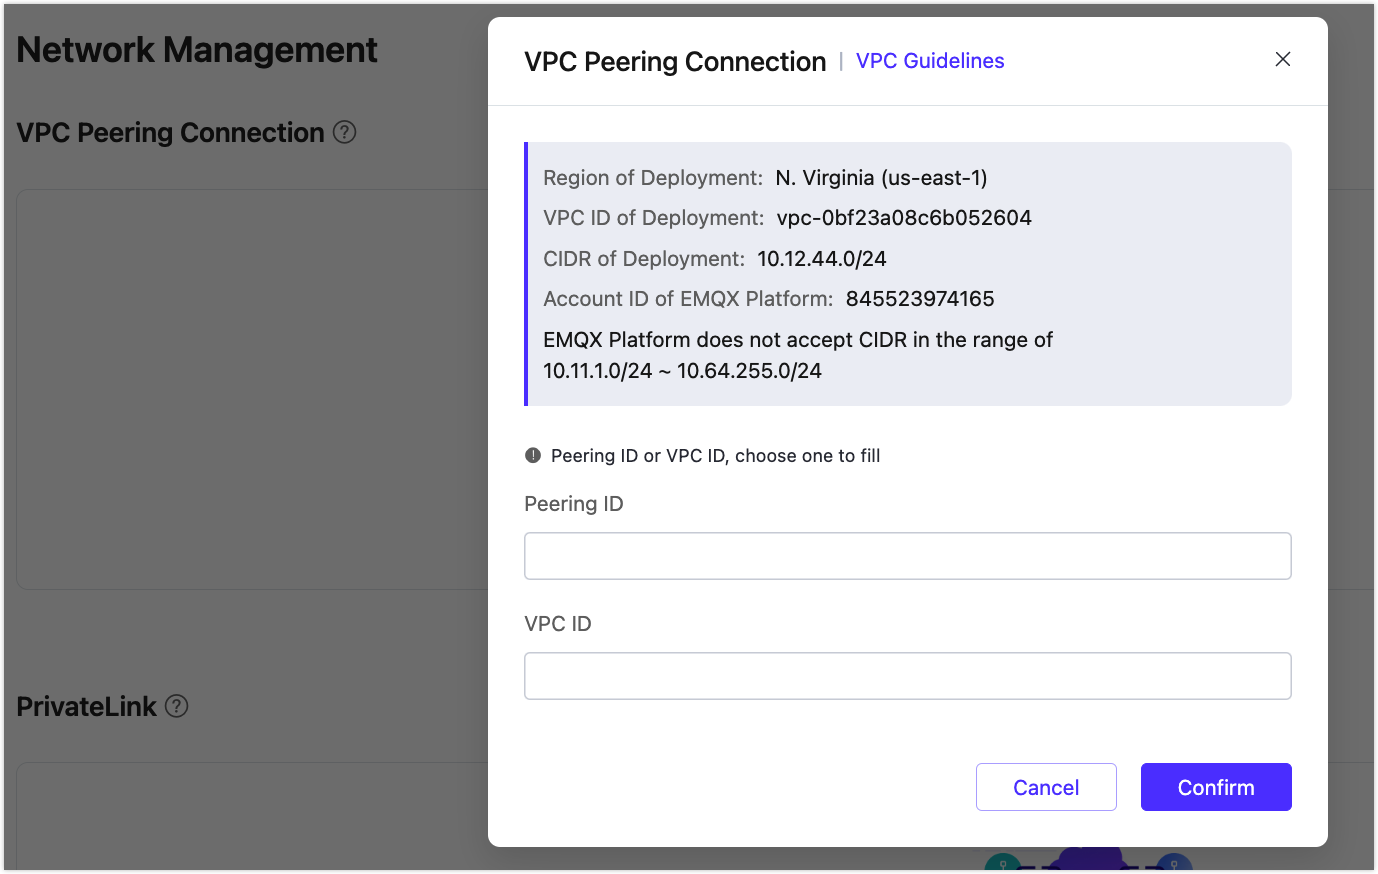 Network Management
VPC Peering Connection
PrivateLink
VPC Peering Connection | VPC Guidelines
Region of Deployment: N. Virginia (us-east-1)
VPC ID of Deployment: vpc-0bf23a08c6b052604
CIDR of Deployment: 10.12.44.0/24
Account ID of EMQX Platform: 845523974165
EMQX Platform does not accept CIDR in the range of
10.11.1.0/24 ~ 10.64.255.0/24
Peering ID or VPC ID, choose one to fill
Peering ID
VPC ID
Cancel
Confirm